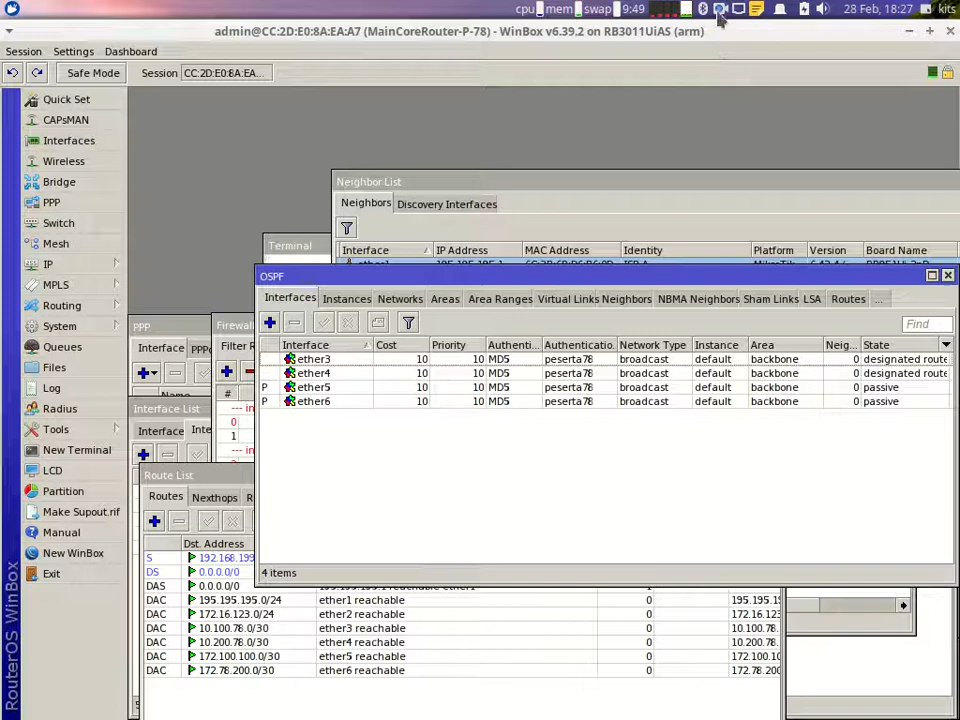 cpu mem swap 9:49 28 Feb, 18:27 kits
admin@CC:2D:E0:8A:EA:A7 (MainCoreRouter-P-78) - WinBox v6.39.2 on RB3011UiAS (arm)
Session Settings Dashboard
Safe Mode Session CC:2D:E0:8A:EA...
Quick Set
CAPsMAN
Interfaces
Wireless
Bridge
PPP
Switch
Mesh
IP
MPLS
Routing
System
Queues
Files
Log
Radius
Tools
New Terminal
LCD
Partition
Make Supout.rif
Manual
New WinBox
Exit
RouterOS WinBox
Neighbor List
Neighbors Discovery Interfaces
Interface IP Address MAC Address Identity Platform Version Board Name
Terminal
OSPF
Interfaces Instances Networks Areas Area Ranges Virtual Links Neighbors NBMA Neighbors Sham Links LSA Routes ...
Find
Interface Cost Priority Authenti... Authenticatio. Network Type Instance Area Neig... State
ether3 10 10 MD5 peserta78 broadcast default backbone 0 designated route
ether4 10 10 MD5 peserta78 broadcast default backbone 0 designated route
P ether5 10 10 MD5 peserta78 broadcast default backbone 0 passive
P ether6 10 10 MD5 peserta78 broadcast default backbone 0 passive
4 items
PPP
Interface PPPo
Name
Firewall
Filter R
#
--- in
0
1
--- in
Interface List
Interface Inte
Route List
Routes Nexthops R
Dst. Address
S 192.168.199
DS 0.0.0.0/0
DAS 0.0.0.0/0
DAC 195.195.195.0/24 ether1 reachable 0 195.195.19
DAC 172.16.123.0/24 ether2 reachable 0 172.16.123
DAC 10.100.78.0/30 ether3 reachable 0 10.100.78.
DAC 10.200.78.0/30 ether4 reachable 0 10.200.78.
DAC 172.100.100.0/30 ether5 reachable 0 172.100.10
DAC 172.78.200.0/30 ether6 reachable 0 172.78.200